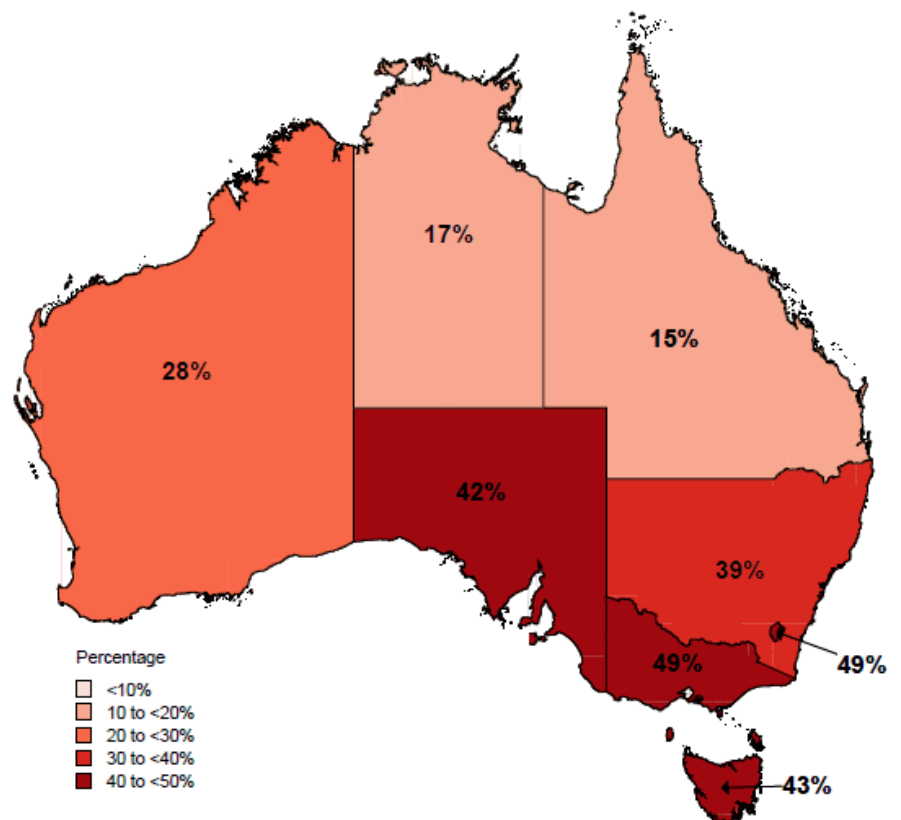 17%
15%
28%
42%
39%
49%
49%
43%
Percentage
<10%
10 to <20%
20 to <30%
30 to <40%
40 to <50%